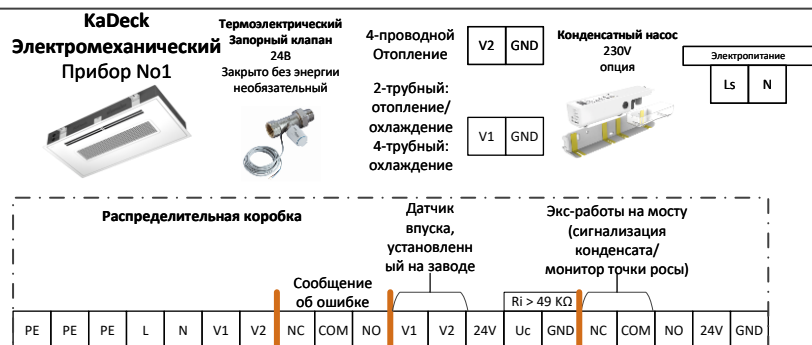 KaDeck
Электромеханический
Прибор No1
Термоэлектрический
Запорный клапан
24В
Закрыто без энергии
необязательный
4-проводной
Отопление
V2 GND
2-трубный:
отопление/
охлаждение
4-трубный:
охлаждение
V1 GND
Конденсатный насос
230V
опция
Электропитание
Ls N
Распределительная коробка
Сообщение
об ошибке
Датчик
впуска,
установленн
ый на заводе
Экс-работы на мосту
(сигнализация
конденсата/
монитор точки росы)
Ri > 49 KΩ
PE PE PE L N V1 V2 NC COM NO V1 V2 24V Uc GND NC COM NO 24V GND